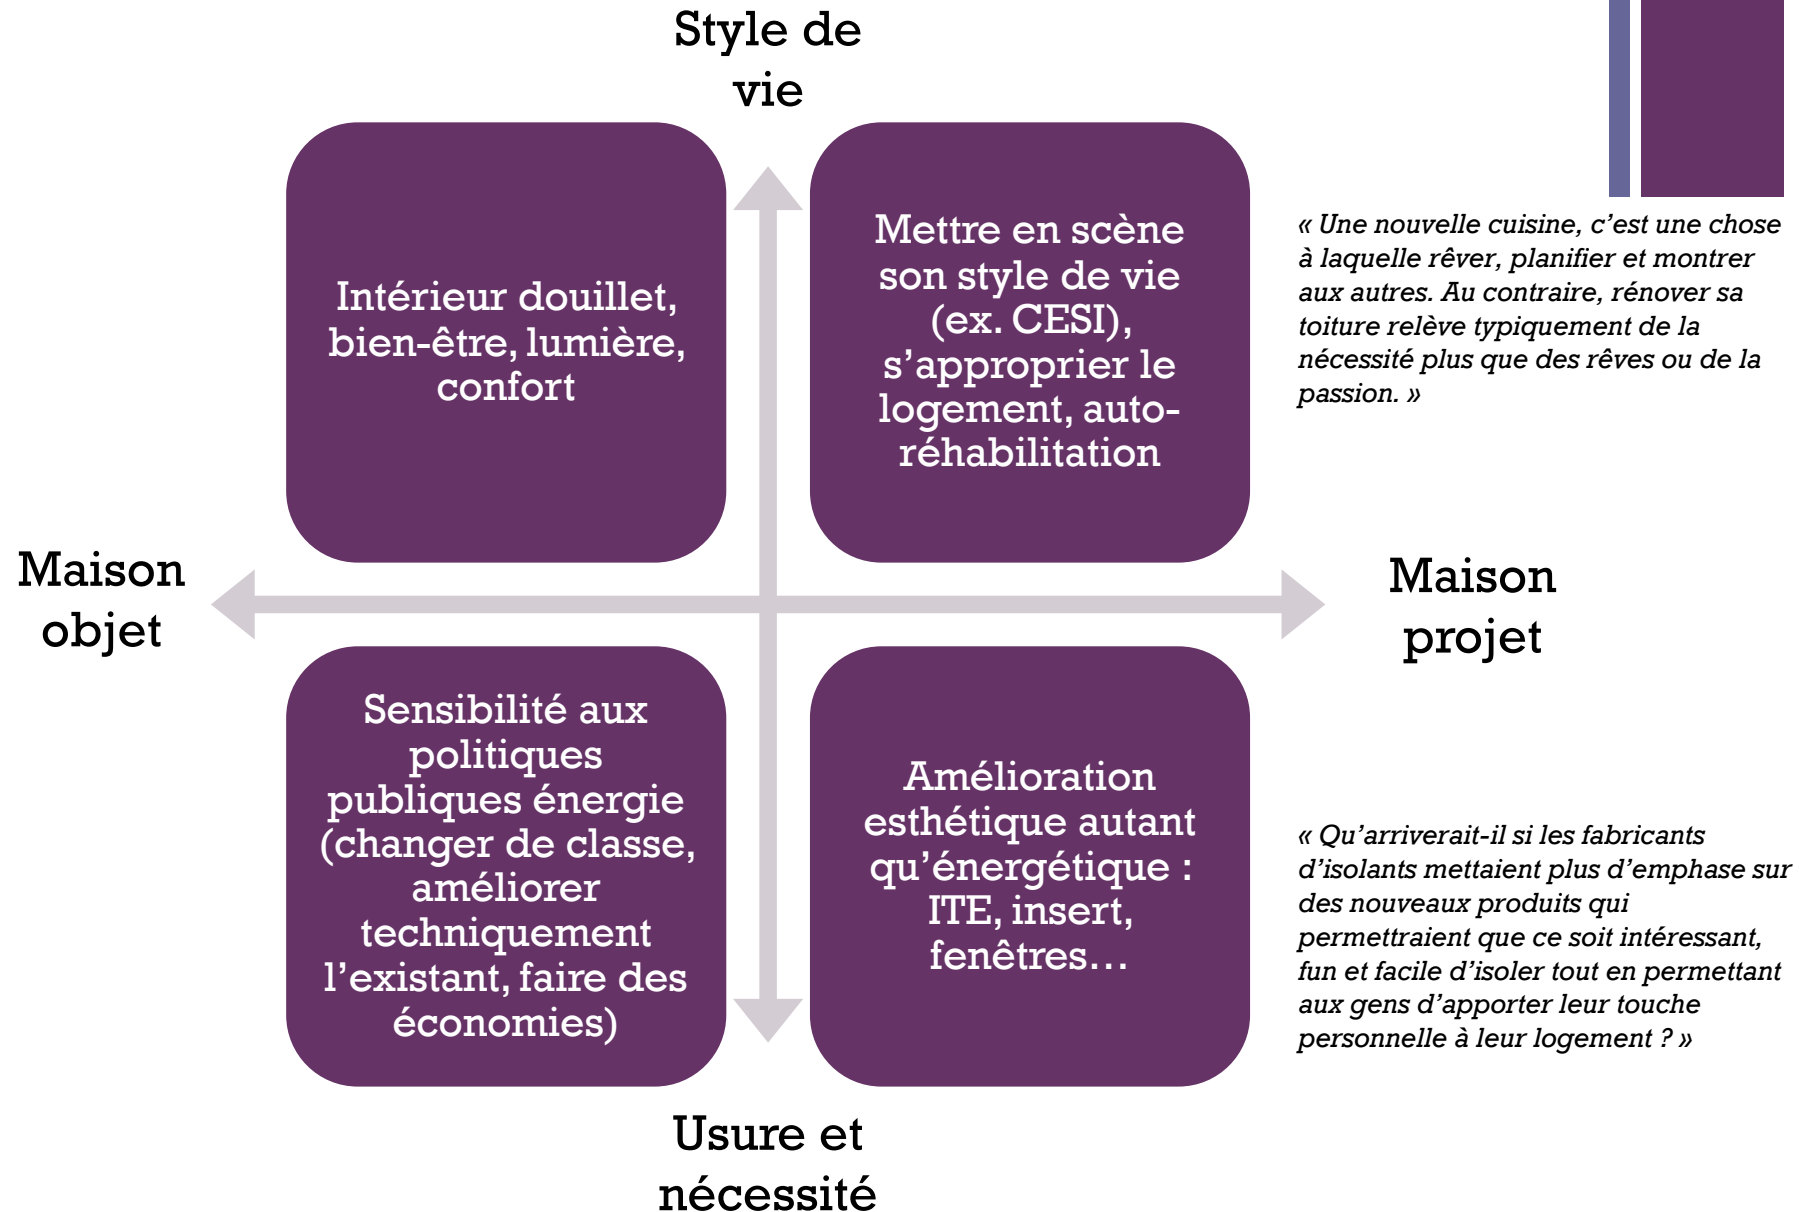 Style de
vie
Intérieur douillet,
bien-être, lumière,
confort
Mettre en scène
son style de vie
(ex. CESI),
s’approprier le
logement, auto-
réhabilitation
« Une nouvelle cuisine, c’est une chose
à laquelle rêver, planifier et montrer
aux autres. Au contraire, rénover sa
toiture relève typiquement de la
nécessité plus que des rêves ou de la
passion. »
Maison
objet
Maison
projet
Sensibilité aux
politiques
publiques énergie
(changer de classe,
améliorer
techniquement
l’existant, faire des
économies)
Amélioration
esthétique autant
qu’énergétique :
ITE, insert,
fenêtres…
« Qu’arriverait-il si les fabricants
d’isolants mettaient plus d’emphase sur
des nouveaux produits qui
permettraient que ce soit intéressant,
fun et facile d’isoler tout en permettant
aux gens d’apporter leur touche
personnelle à leur logement ? »
Usure et
nécessité